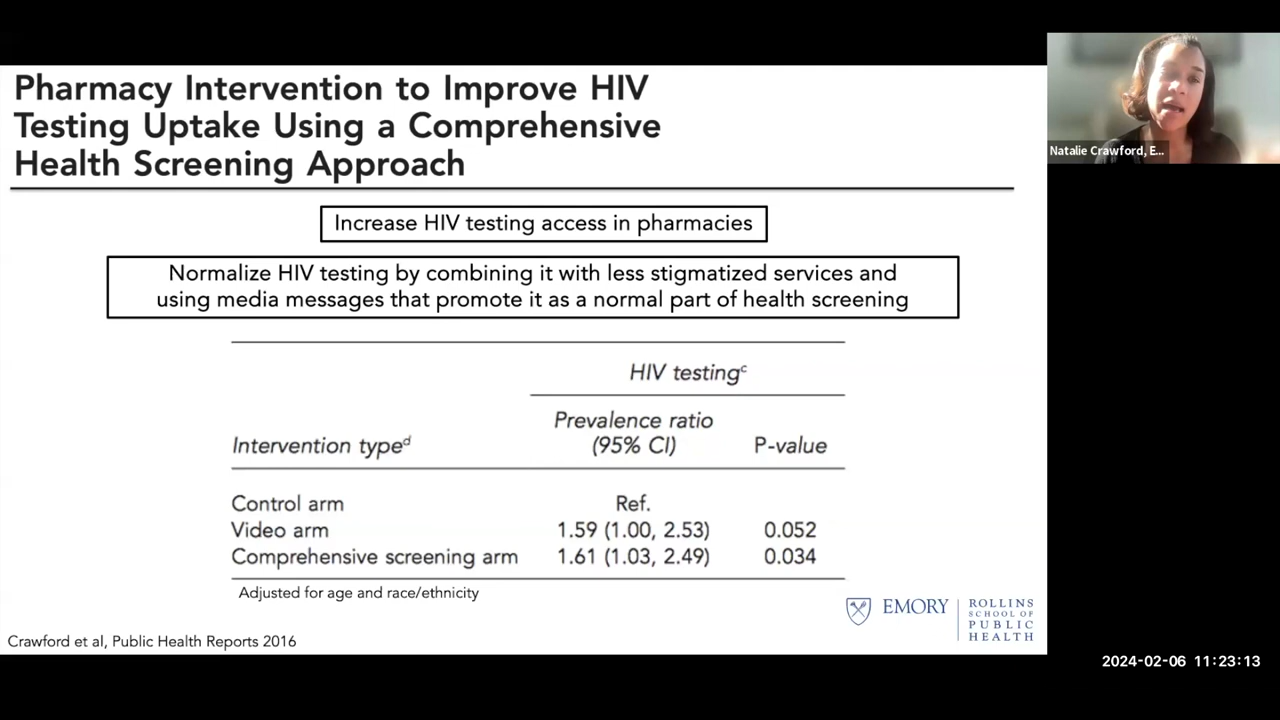 Pharmacy Intervention to Improve HIV
Testing Uptake Using a Comprehensive
Health Screening Approach
Natalie Crawford, E...
Increase HIV testing access in pharmacies
Normalize HIV testing by combining it with less stigmatized services and
using media messages that promote it as a normal part of health screening
HIV testingᶜ
Prevalence ratio
Intervention typeᵈ (95% CI) P-value
Control arm Ref.
Video arm 1.59 (1.00, 2.53) 0.052
Comprehensive screening arm 1.61 (1.03, 2.49) 0.034
Adjusted for age and race/ethnicity
EMORY
ROLLINS
SCHOOL OF
PUBLIC
HEALTH
Crawford et al, Public Health Reports 2016
2024-02-06 11:23:13